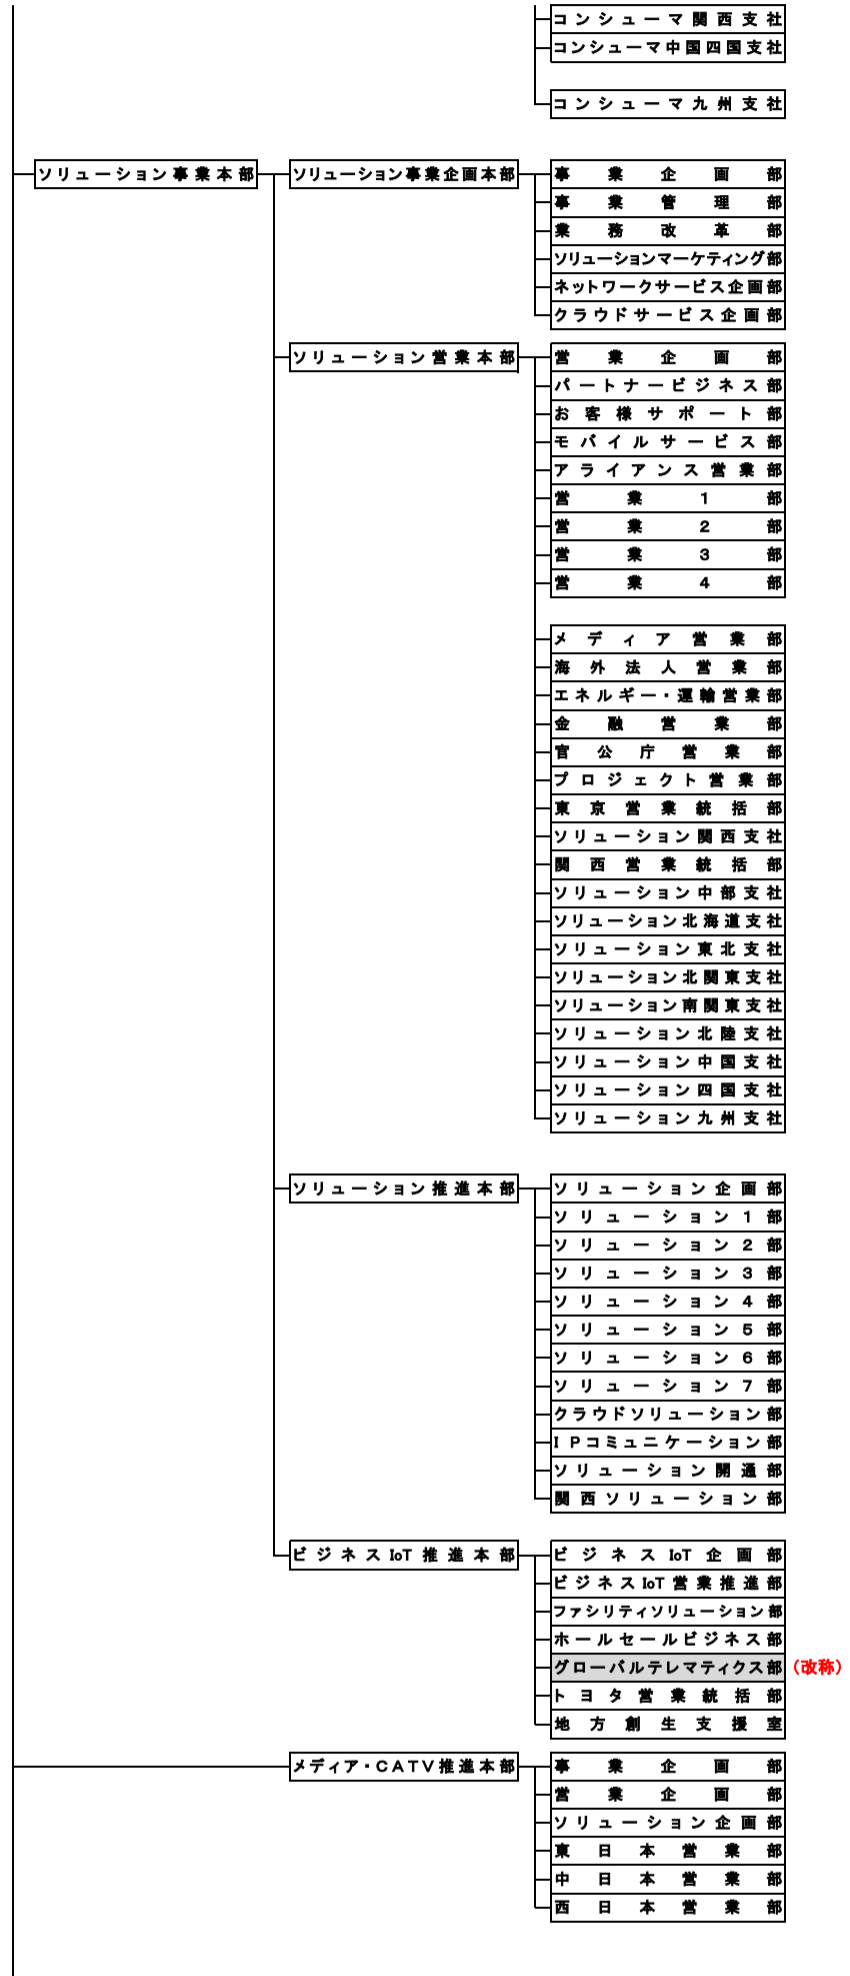 コンシューマ関西支社
コンシューマ中国四国支社
コンシューマ九州支社
ソリューション事業本部
ソリューション事業企画本部
事業企画部
事業管理部
業務改革部
ソリューションマーケティング部
ネットワークサービス企画部
クラウドサービス企画部
ソリューション営業本部
営業企画部
パートナービジネス部
お客様サポート部
モバイルサービス部
アライアンス営業部
営業1部
営業2部
営業3部
営業4部
メディア営業部
海外法人営業部
エネルギー・運輸営業部
金融営業部
官公庁営業部
プロジェクト営業部
東京営業統括部
ソリューション関西支社
関西営業統括部
ソリューション中部支社
ソリューション北海道支社
ソリューション東北支社
ソリューション北関東支社
ソリューション南関東支社
ソリューション北陸支社
ソリューション中国支社
ソリューション四国支社
ソリューション九州支社
ソリューション推進本部
ソリューション企画部
ソリューション1部
ソリューション2部
ソリューション3部
ソリューション4部
ソリューション5部
ソリューション6部
ソリューション7部
クラウドソリューション部
IPコミュニケーション部
ソリューション開通部
関西ソリューション部
ビジネスIoT推進本部
ビジネスIoT企画部
ビジネスIoT営業推進部
ファシリティソリューション部
ホールセールビジネス部
グローバルテレマティクス部 (改称)
トヨタ営業統括部
地方創生支援室
メディア・CATV推進本部
事業企画部
営業企画部
ソリューション企画部
東日本営業部
中日本営業部
西日本営業部